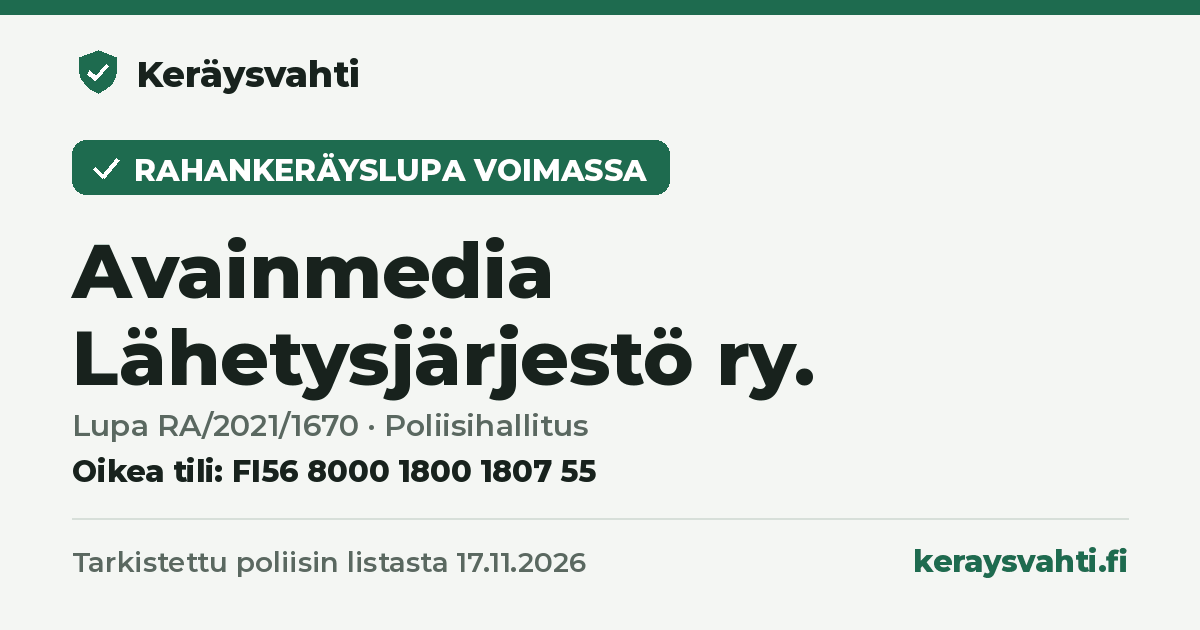 Keräysvahti
RAHANKERÄYSLUPA VOIMASSA
Avainmedia
Lähetysjärjestö ry.
Lupa RA/2021/1670 · Poliisihallitus
Oikea tili: FI56 8000 1800 1807 55
Tarkistettu poliisin listasta 17.11.2026
keraysvahti.fi